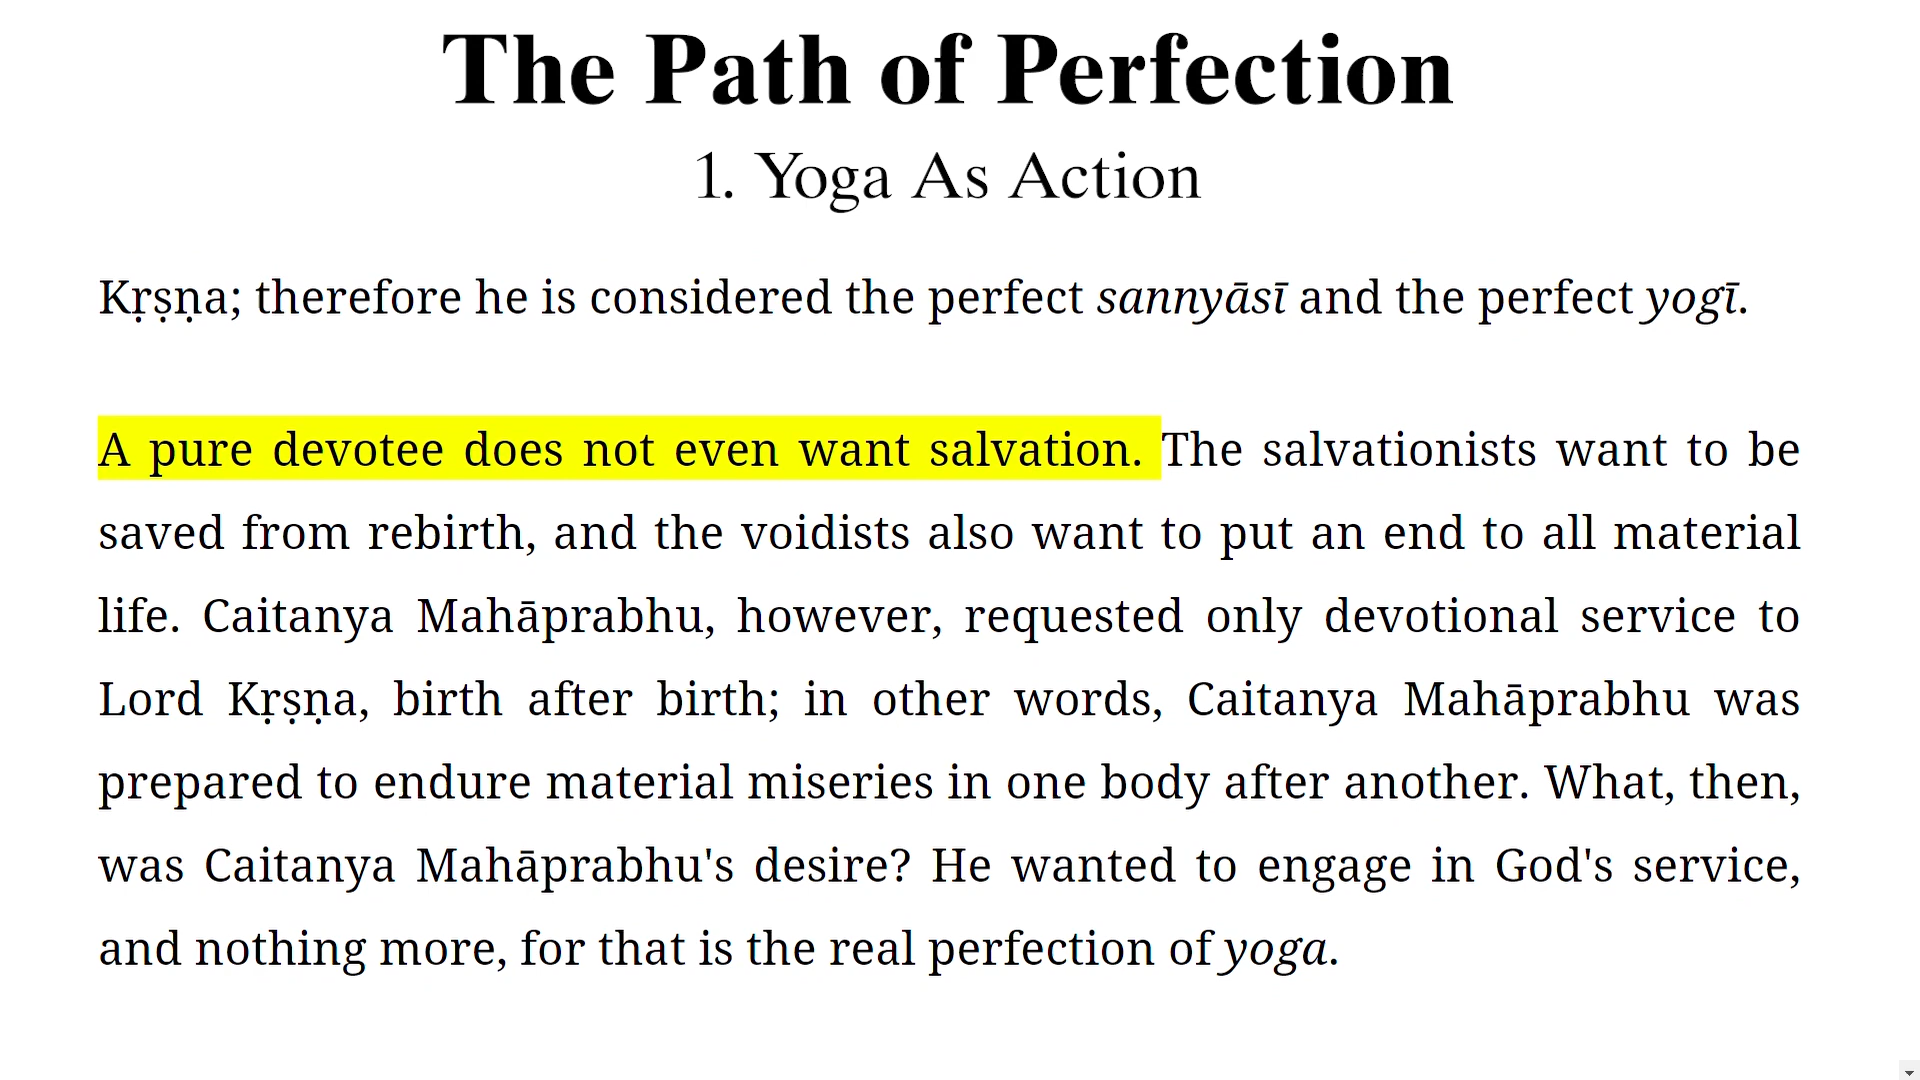 The Path of Perfection
1. Yoga As Action
Kṛṣṇa; therefore he is considered the perfect sannyāsī and the perfect yogī.
A pure devotee does not even want salvation. The salvationists want to be
saved from rebirth, and the voidists also want to put an end to all material
life. Caitanya Mahāprabhu, however, requested only devotional service to
Lord Kṛṣṇa, birth after birth; in other words, Caitanya Mahāprabhu was
prepared to endure material miseries in one body after another. What, then,
was Caitanya Mahāprabhu's desire? He wanted to engage in God's service,
and nothing more, for that is the real perfection of yoga.